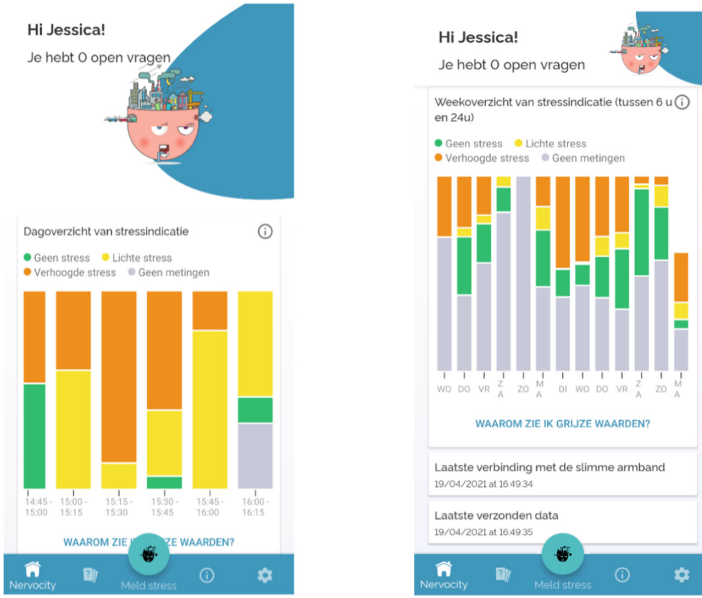 Hi Jessica!
Je hebt 0 open vragen
Dagoverzicht van stressindicatie
Geen stress Lichte stress
Verhoogde stress Geen metingen
14:45 - 15:00 - 15:15 - 15:30 - 15:45 - 16:00 -
15:00 15:15 15:30 15:45 16:00 16:15
WAAROM ZIE I ZE WAARDEN?
Nervocity Meld stress
Hi Jessica!
Je hebt 0 open vragen
Weekoverzicht van stressindicatie (tussen 6 u
en 24u)
Geen stress Lichte stress
Verhoogde stress Geen metingen
WO DO VR ZA ZO MA DI WO DO VR ZA ZO MA
WAAROM ZIE IK GRIJZE WAARDEN?
Laatste verbinding met de slimme armband
19/04/2021 at 16:49:34
Laatste verzonden data
19/04/2021 at 16:49:35
Nervocity Meld stress